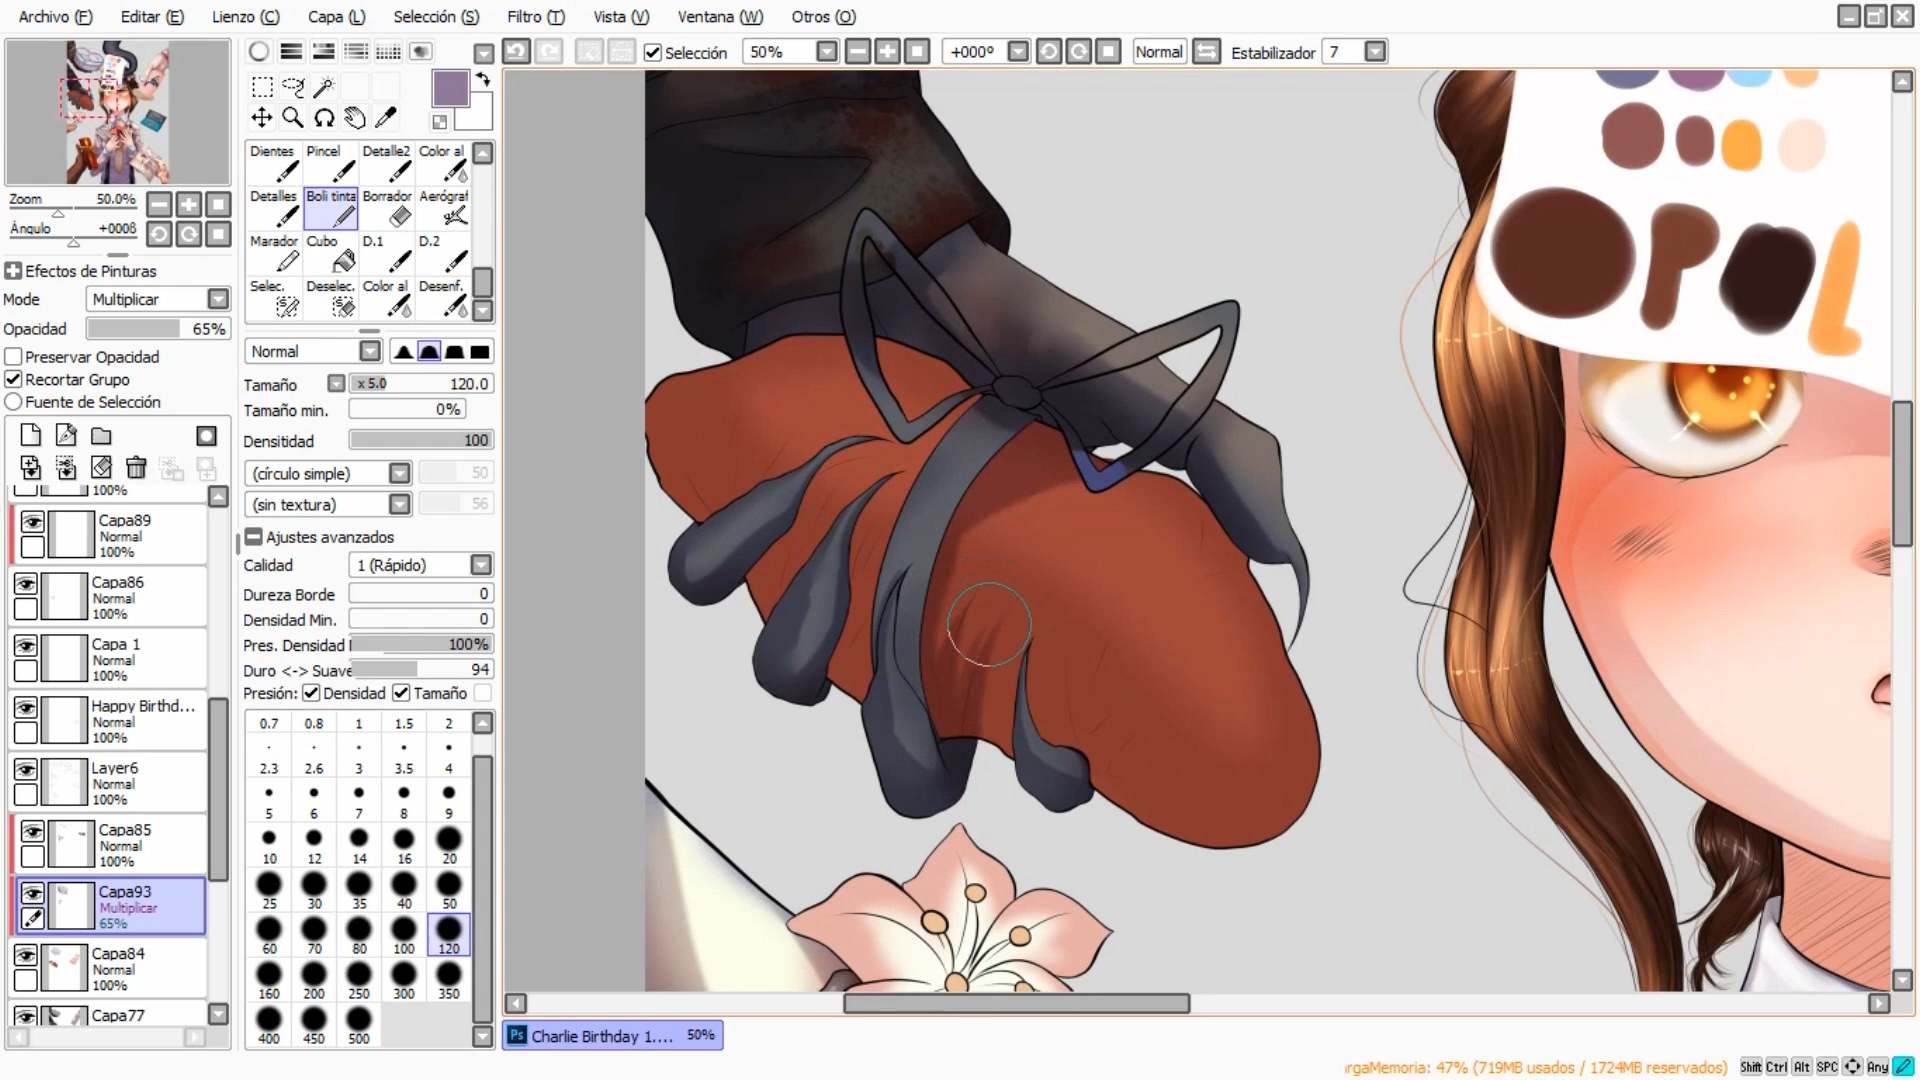 Archivo (F) Editar (E) Lienzo (C) Capa (L) Selección (S) Filtro (T) Vista (V) Ventana (W) Otros (O)
Selección 50% +000º Normal Estabilizador 7
Zoom 50.0%
Ángulo +0008
Efectos de Pinturas
Mode Multiplicar
Opacidad 65%
Preservar Opacidad
Recortar Grupo
Fuente de Selección
100%
Capa89
Normal
100%
Capa86
Normal
100%
Capa 1
Normal
100%
Happy Birthd...
Normal
100%
Layer6
Normal
100%
Capa85
Normal
100%
Capa93
Multiplicar
65%
Capa84
Normal
100%
Capa77
Dientes Pincel Detalle2 Color al
Detalles Boli tinta Borrador Aerógraf
Marador Cubo D.1 D.2
Selec. Deselec. Color al Desenf.
Normal
Tamaño x 5.0 120.0
Tamaño min. 0%
Densitidad 100
(círculo simple) 50
(sin textura) 56
Ajustes avanzados
Calidad 1 (Rápido)
Dureza Borde 0
Densidad Min. 0
Pres. Densidad 100%
Duro <-> Suave 94
Presión: Densidad Tamaño
0.7 0.8 1 1.5 2
2.3 2.6 3 3.5 4
5 6 7 8 9
10 12 14 16 20
25 30 35 40 50
60 70 80 100 120
160 200 250 300 350
400 450 500
OPAL
Ps Charlie Birthday 1.... 50%
rgaMemoria: 47% (719MB usados / 1724MB reservados) Shift Ctrl Alt SPC Any